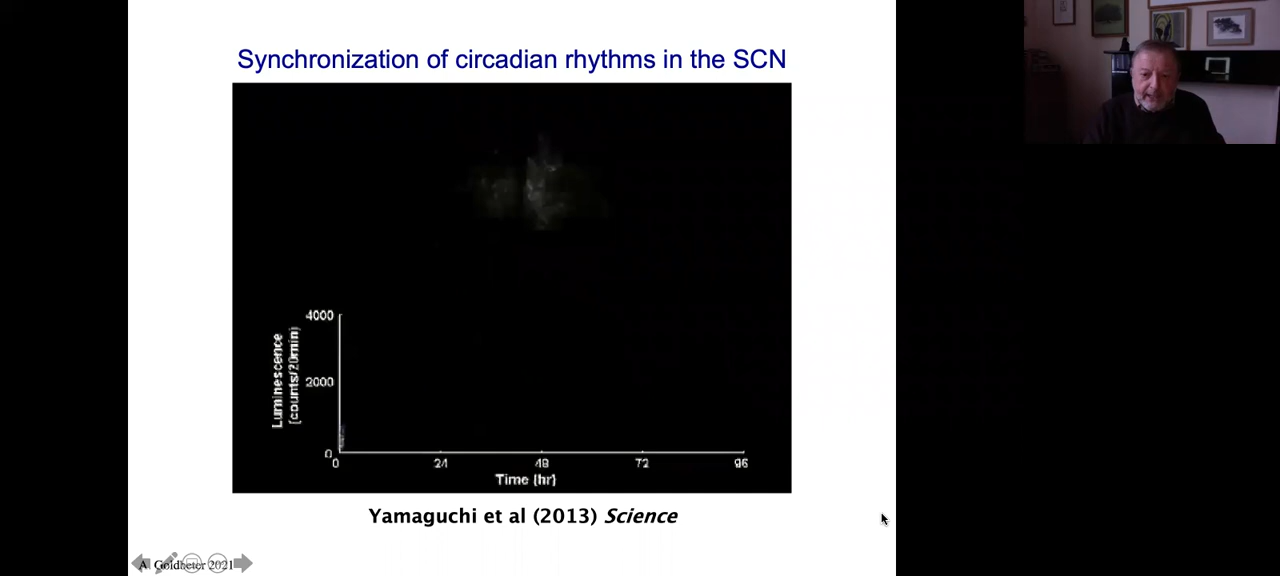 Synchronization of circadian rhythms in the SCN
4000
2000
0
Luminescence
[counts/20min]
0 24 48 72 96
Time [hr]
Yamaguchi et al (2013) Science
A. Goldbeter 2021